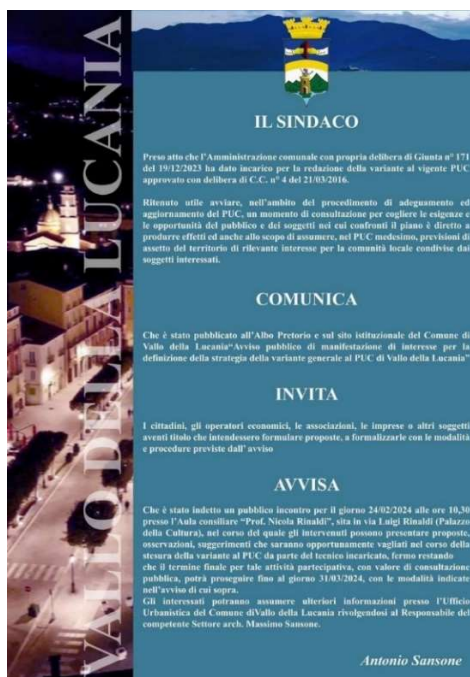 VALLO DELLA LUCANIA
IL SINDACO
Preso atto che l'Amministrazione comunale con propria delibera di Giunta n° 171
del 19/12/2023 ha dato incarico per la redazione della variante al vigente PUC
approvato con delibera di C.C. n° 4 del 21/03/2016.
Ritenuto utile avviare, nell'ambito del procedimento di adeguamento ed
aggiornamento del PUC, un momento di consultazione per cogliere le esigenze e
le opportunità del pubblico e dei soggetti nei cui confronti il piano è diretto a
produrre effetti ed anche allo scopo di assumere, nel PUC medesimo, previsioni di
assetto del territorio di rilevante interesse per la comunità locale condivise dai
soggetti interessati.
COMUNICA
Che è stato pubblicato all'Albo Pretorio e sul sito istituzionale del Comune di
Vallo della Lucania“Avviso pubblico di manifestazione di interesse per la
definizione della strategia della variante generale al PUC di Vallo della Lucania”
INVITA
I cittadini, gli operatori economici, le associazioni, le imprese o altri soggetti
aventi titolo che intendessero formulare proposte, a formalizzarle con le modalità
e procedure previste dall' avviso
AVVISA
Che è stato indetto un pubblico incontro per il giorno 24/02/2024 alle ore 10,30
presso l'Aula consiliare “Prof. Nicola Rinaldi”, sita in via Luigi Rinaldi (Palazzo
della Cultura), nel corso del quale gli intervenuti possono presentare proposte,
osservazioni, suggerimenti che saranno opportunamente vagliati nel corso della
stesura della variante al PUC da parte del tecnico incaricato, fermo restando
che il termine finale per tale attività partecipativa, con valore di consultazione
pubblica, potrà proseguire fino al giorno 31/03/2024, con le modalità indicate
nell'avviso di cui sopra.
Gli interessati potranno assumere ulteriori informazioni presso l'Ufficio
Urbanistica del Comune diVallo della Lucania rivolgendosi al Responsabile del
competente Settore arch. Massimo Sansone.
Antonio Sansone